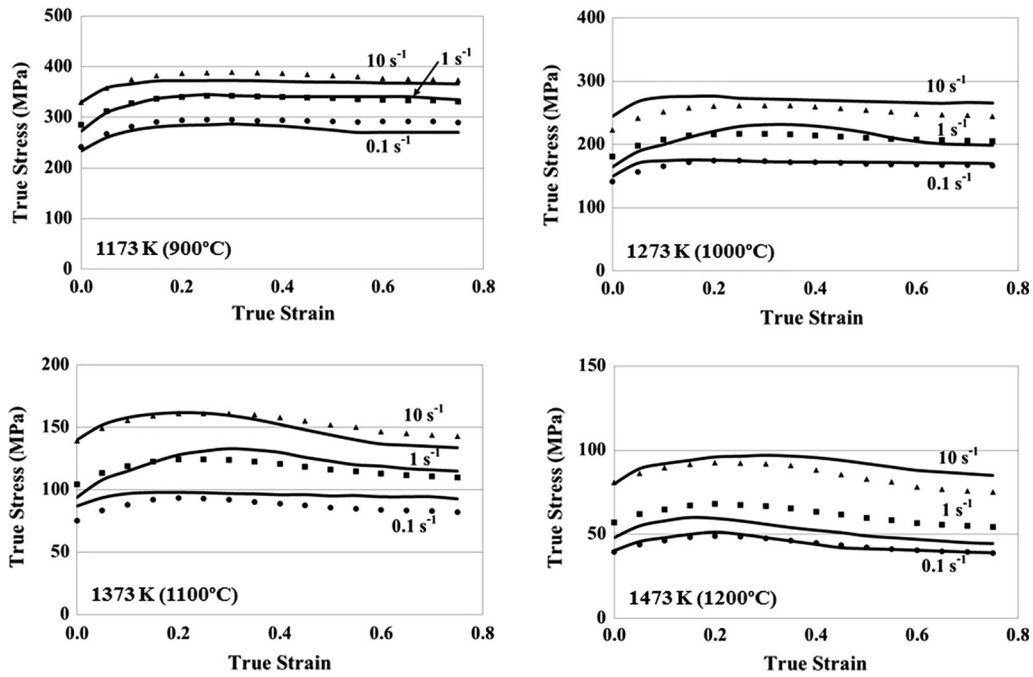 500
400
300
200
100
0
True Stress (MPa)
10 s⁻¹
1 s⁻¹
0.1 s⁻¹
1173 K (900°C)
0.0 0.2 0.4 0.6 0.8
True Strain
400
300
200
100
0
True Stress (MPa)
10 s⁻¹
1 s⁻¹
0.1 s⁻¹
1273 K (1000°C)
0.0 0.2 0.4 0.6 0.8
True Strain
200
150
100
50
0
True Stress (MPa)
10 s⁻¹
1 s⁻¹
0.1 s⁻¹
1373 K (1100°C)
0.0 0.2 0.4 0.6 0.8
True Strain
150
100
50
0
True Stress (MPa)
10 s⁻¹
1 s⁻¹
0.1 s⁻¹
1473 K (1200°C)
0.0 0.2 0.4 0.6 0.8
True Strain